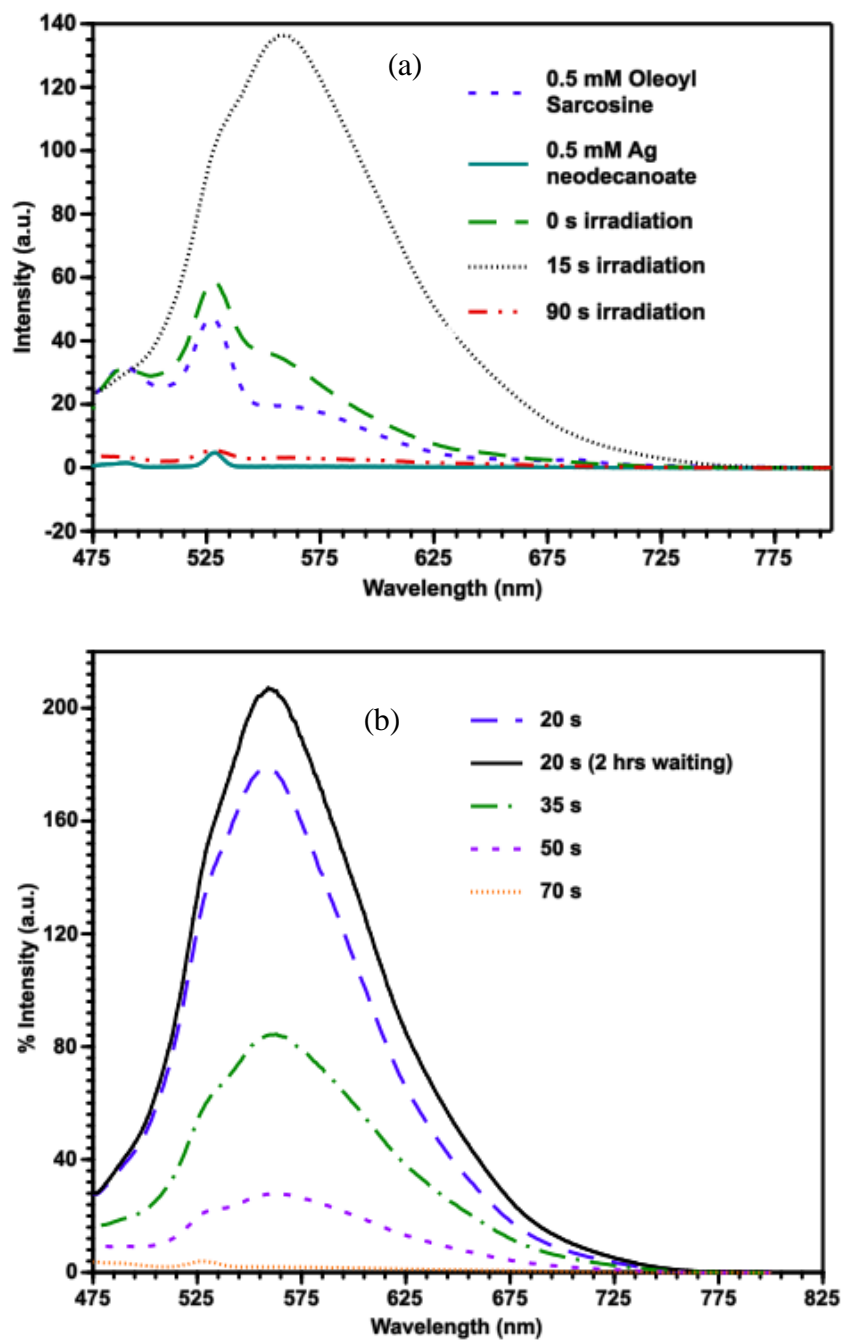 140
120
100
80
60
40
20
0
-20
Intensity (a.u.)
(a)
0.5 mM Oleoyl
Sarcosine
0.5 mM Ag
neodecanoate
0 s irradiation
15 s irradiation
90 s irradiation
475 525 575 625 675 725 775
Wavelength (nm)
200
160
120
80
40
0
% Intensity (a.u.)
(b)
20 s
20 s (2 hrs waiting)
35 s
50 s
70 s
475 525 575 625 675 725 775 825
Wavelength (nm)